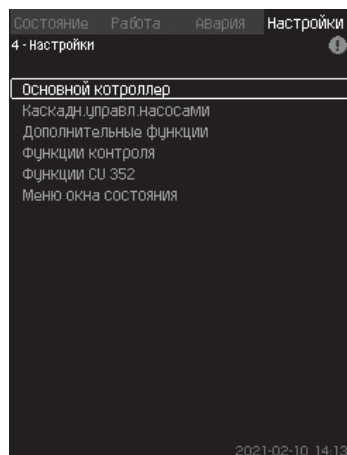 Состояние Работа Авария Настройки
4 - Настройки
Основной котроллер
Каскадн.управл.насосами
Дополнительные функции
Функции контроля
Функции CU 352
Меню окна состояния
2021-02-10 14:13